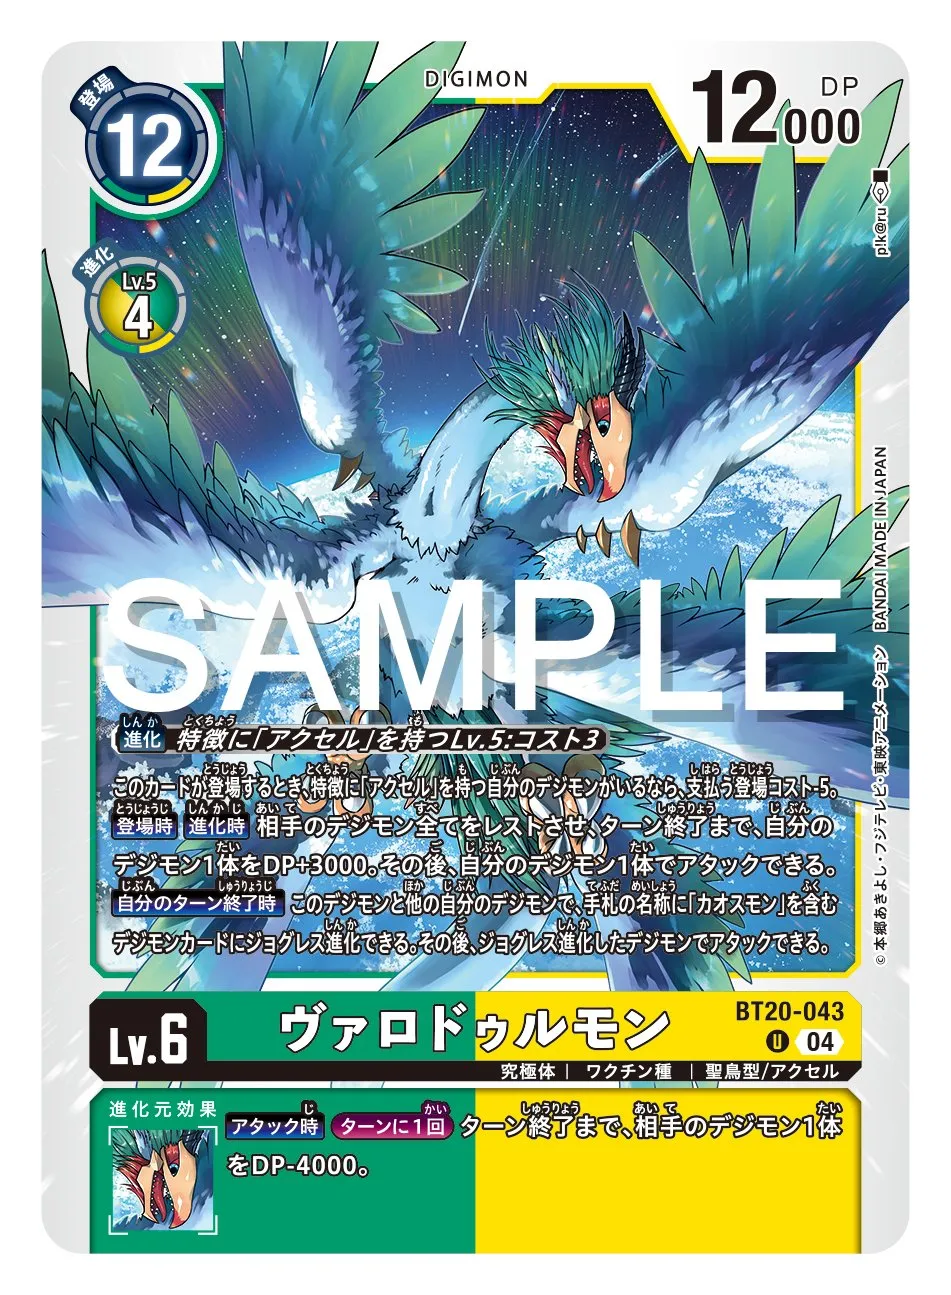 DIGIMON
登場
12
12000
DP
進化
Lv.5
4
p!k@ru
SAMPLE
進化 特徴に「アクセル」を持つLv.5:コスト3
このカードが登場するとき、特徴に「アクセル」を持つ自分のデジモンがいるなら、支払う登場コスト-5。
登場時 進化時 相手のデジモン全てをレストさせ、ターン終了まで、自分の
デジモン1体をDP+3000。その後、自分のデジモン1体でアタックできる。
自分のターン終了時 このデジモンと他の自分のデジモンで、手札の名称に「カオスモン」を含む
デジモンカードにジョグレス進化できる。その後、ジョグレス進化したデジモンでアタックできる。
©本郷あきよし・フジテレビ・東映アニメーション BANDAI MADE IN JAPAN
Lv.6
ヴァロドゥルモン
BT20-043
U 04
究極体 | ワクチン種 | 聖鳥型/アクセル
進化元効果
アタック時 ターンに1回 ターン終了まで、相手のデジモン1体
をDP-4000。